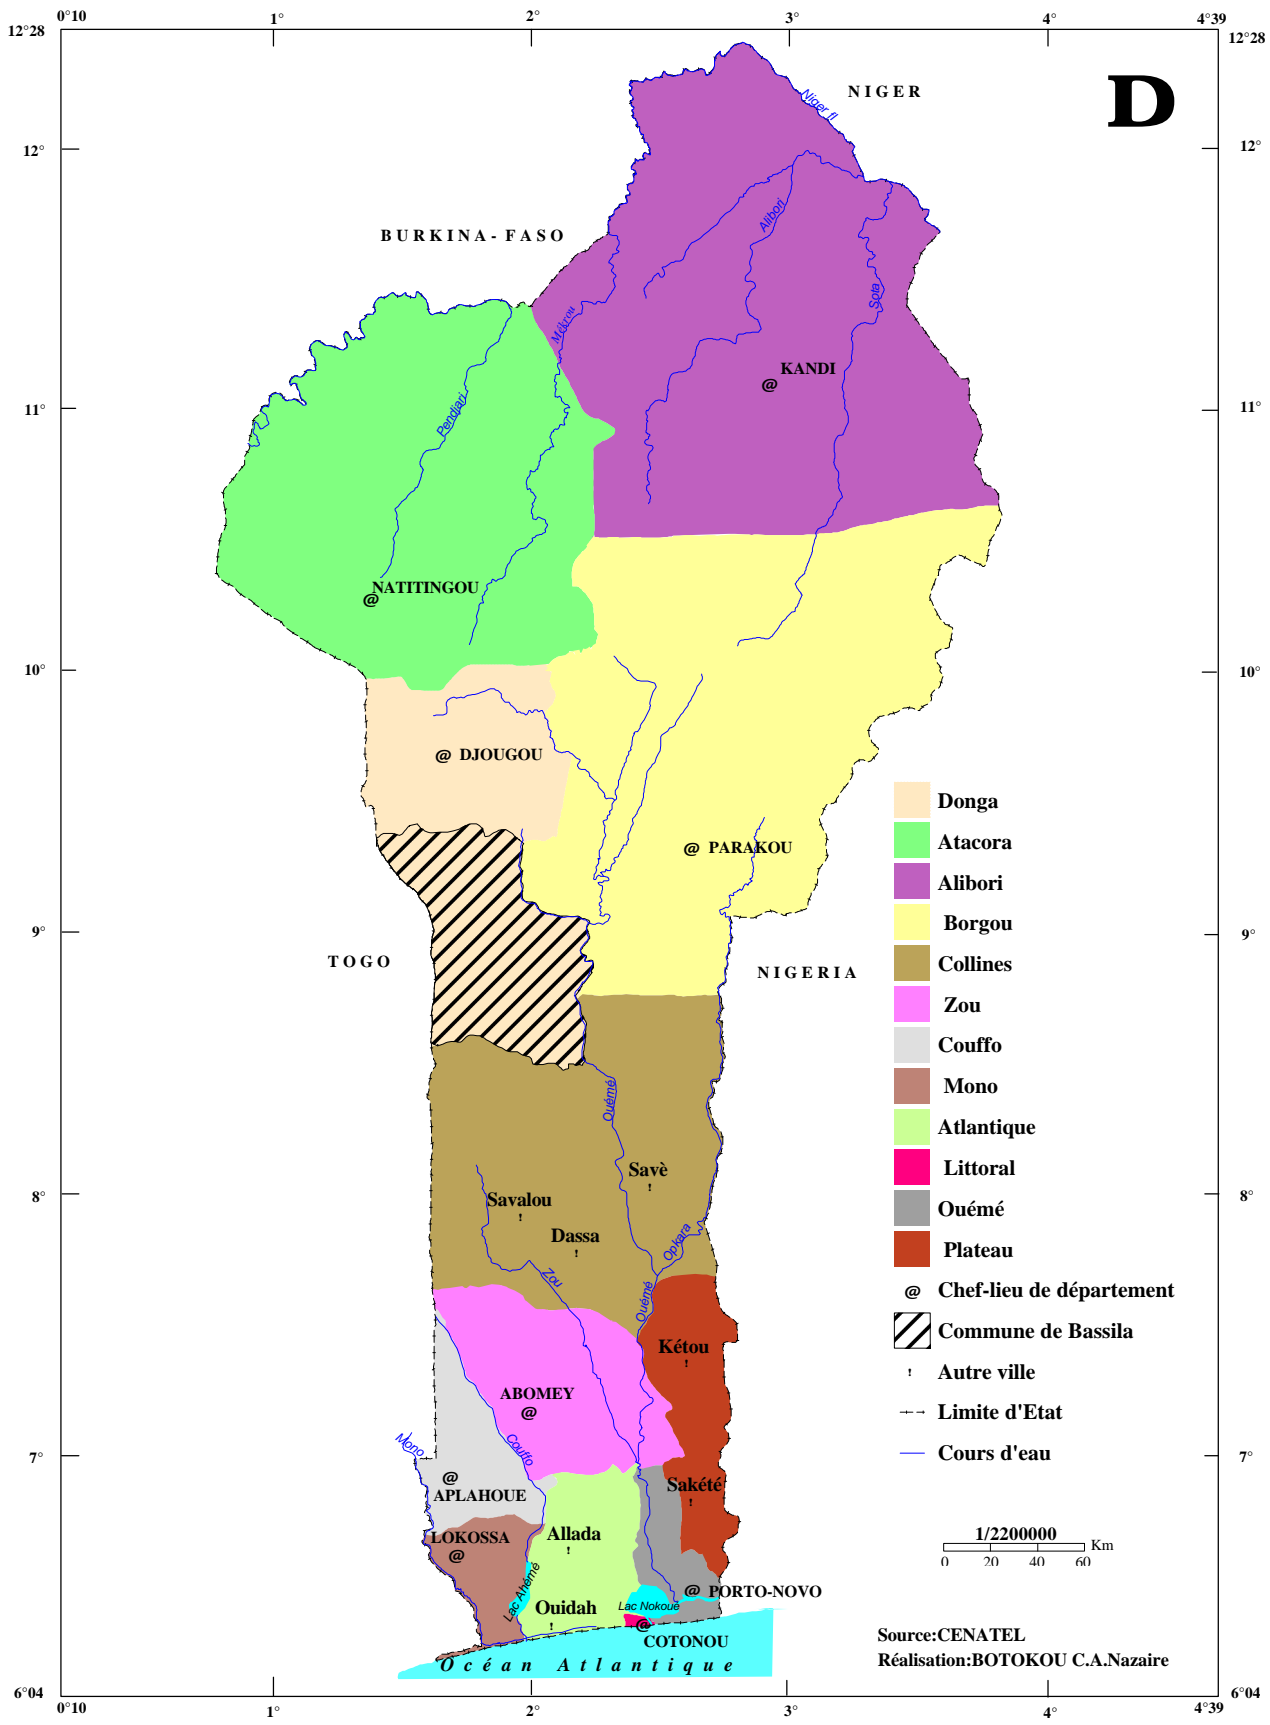 0°10 1° 2° 3° 4° 4°39
12°28 12°28
NIGER
D
Niger fl
12° 12°
Alibori
BURKINA-FASO
Sota
Mékrou
KANDI
11° 11°
Pendjari
NATITINGOU
@
10° 10°
@ DJOUGOU
@ PARAKOU
9° 9°
TOGO
NIGERIA
Ouémé
Savè
8° 8°
Savalou
Dassa
Opkara
Zou
Ouémé
Kétou
ABOMEY
@
Mono
Couffo
7° 7°
@
APLAHOUE
Sakété
LOKOSSA
@
Allada
Lac Ahémé
@ PORTO-NOVO
Ouidah
Lac Nokoué
@
COTONOU
Océan Atlantique
6°04 6°04
0°10 1° 2° 3° 4° 4°39
Donga
Atacora
Alibori
Borgou
Collines
Zou
Couffo
Mono
Atlantique
Littoral
Ouémé
Plateau
@ Chef-lieu de département
Commune de Bassila
! Autre ville
Limite d'Etat
Cours d'eau
1/2200000
0 20 40 60 Km
Source:CENATEL
Réalisation:BOTOKOU C.A.Nazaire